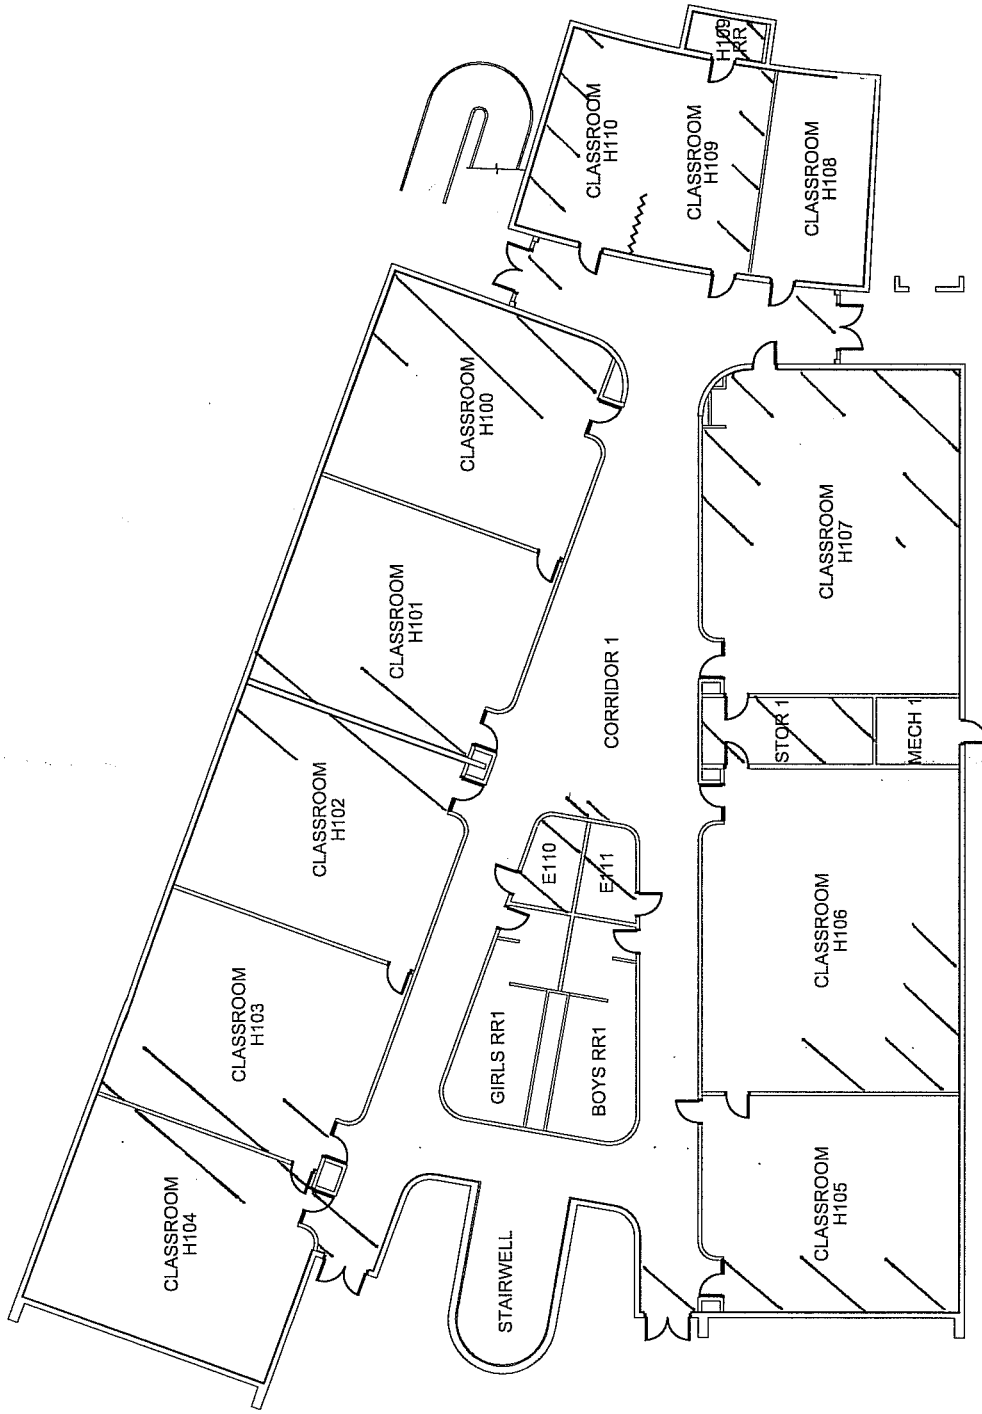 H109
RR
CLASSROOM
H110
CLASSROOM
H109
CLASSROOM
H108
CLASSROOM
H100
CLASSROOM
H101
CLASSROOM
H102
CLASSROOM
H103
CLASSROOM
H104
CORRIDOR 1
CLASSROOM
H107
STOR 1
MECH 1
E110
E111
GIRLS RR1
BOYS RR1
CLASSROOM
H106
CLASSROOM
H105
STAIRWELL